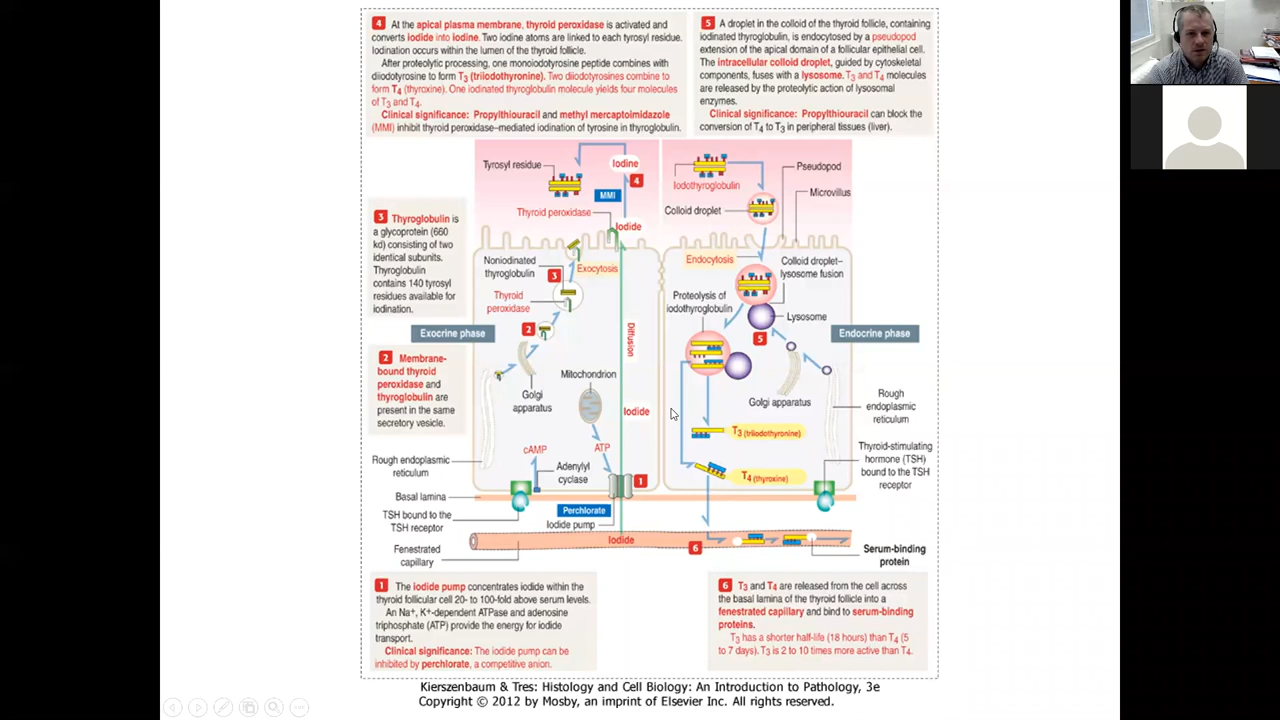 4 At the apical plasma membrane, thyroid peroxidase is activated and
converts iodide into iodine. Two iodine atoms are linked to each tyrosyl residue.
Iodination occurs within the lumen of the thyroid follicle.
After proteolytic processing, one monoiodotyrosine peptide combines with
diiodotyrosine to form T3 (triiodothyronine). Two diiodotyrosines combine to
form T4 (thyroxine). One iodinated thyroglobulin molecule yields four molecules
of T3 and T4.
Clinical significance: Propylthiouracil and methyl mercaptoimidazole
(MMI) inhibit thyroid peroxidase–mediated iodination of tyrosine in thyroglobulin.
5 A droplet in the colloid of the thyroid follicle, containing
iodinated thyroglobulin, is endocytosed by a pseudopod
extension of the apical domain of a follicular epithelial cell.
The intracellular colloid droplet, guided by cytoskeletal
components, fuses with a lysosome. T3 and T4 molecules
are released by the proteolytic action of lysosomal
enzymes.
Clinical significance: Propylthiouracil can block the
conversion of T4 to T3 in peripheral tissues (liver).
Tyrosyl residue
Iodine
4
MMI
Thyroid peroxidase
Iodide
Iodothyroglobulin
Colloid droplet
Pseudopod
Microvillus
3 Thyroglobulin is
a glycoprotein (660
kd) consisting of two
identical subunits.
Thyroglobulin
contains 140 tyrosyl
residues available for
iodination.
Noniodinated
thyroglobulin
3
Exocytosis
Thyroid
peroxidase
2
Diffusion
Endocytosis
Colloid droplet–
lysosome fusion
Proteolysis of
iodothyroglobulin
Lysosome
5
Exocrine phase
Endocrine phase
2 Membrane-
bound thyroid
peroxidase and
thyroglobulin are
present in the same
secretory vesicle.
Golgi
apparatus
Mitochondrion
Iodide
Golgi apparatus
Rough
endoplasmic
reticulum
T3 (triiodothyronine)
T4 (thyroxine)
Thyroid-stimulating
hormone (TSH)
bound to the TSH
receptor
cAMP
ATP
Rough endoplasmic
reticulum
Adenylyl
cyclase
1
Basal lamina
Perchlorate
TSH bound to the
TSH receptor
Iodide pump
Iodide
6
Fenestrated
capillary
Serum-binding
protein
1 The iodide pump concentrates iodide within the
thyroid follicular cell 20- to 100-fold above serum levels.
An Na+, K+-dependent ATPase and adenosine
triphosphate (ATP) provide the energy for iodide
transport.
Clinical significance: The iodide pump can be
inhibited by perchlorate, a competitive anion.
6 T3 and T4 are released from the cell across
the basal lamina of the thyroid follicle into a
fenestrated capillary and bind to serum-binding
proteins.
T3 has a shorter half-life (18 hours) than T4 (5
to 7 days). T3 is 2 to 10 times more active than T4.
Kierszenbaum & Tres: Histology and Cell Biology: An Introduction to Pathology, 3e
Copyright © 2012 by Mosby, an imprint of Elsevier Inc. All rights reserved.